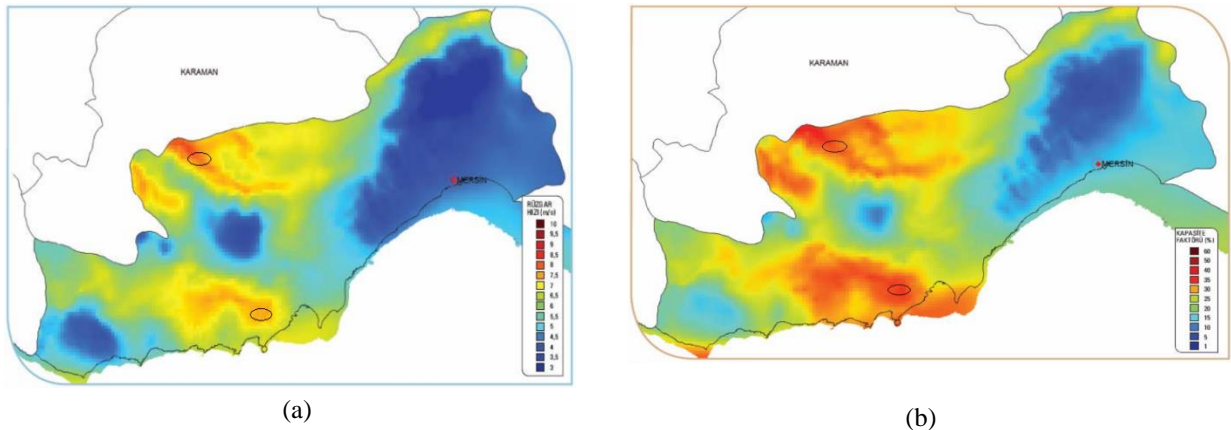 KARAMAN
MERSİN
RÜZGAR
HIZI (m/s)
10
9,5
9
8,5
8
7,5
7
6,5
6
5,5
5
4,5
4
3,5
3
(a)
KARAMAN
MERSİN
KAPASİTE
FAKTÖRÜ (%)
60
50
40
35
30
25
20
15
10
5
1
(b)